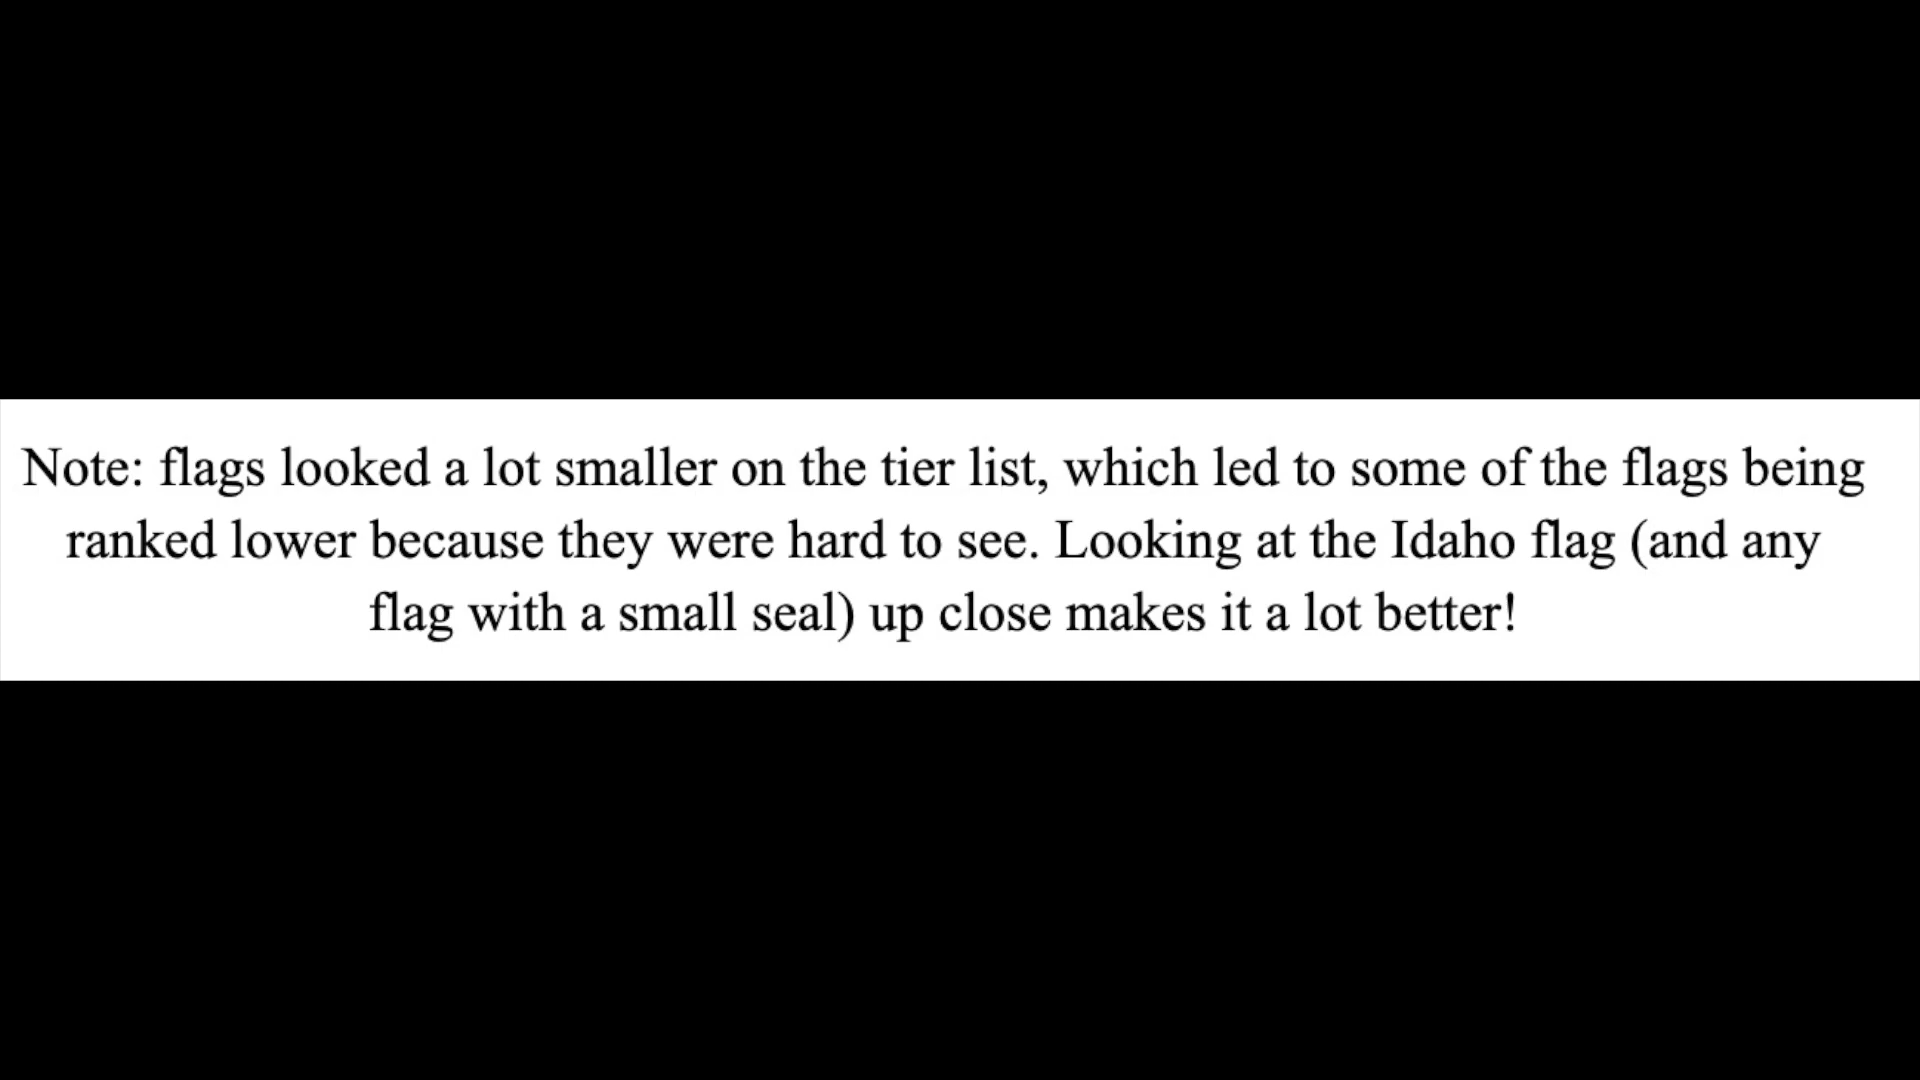 Note: flags looked a lot smaller on the tier list, which led to some of the flags being
ranked lower because they were hard to see. Looking at the Idaho flag (and any
flag with a small seal) up close makes it a lot better!